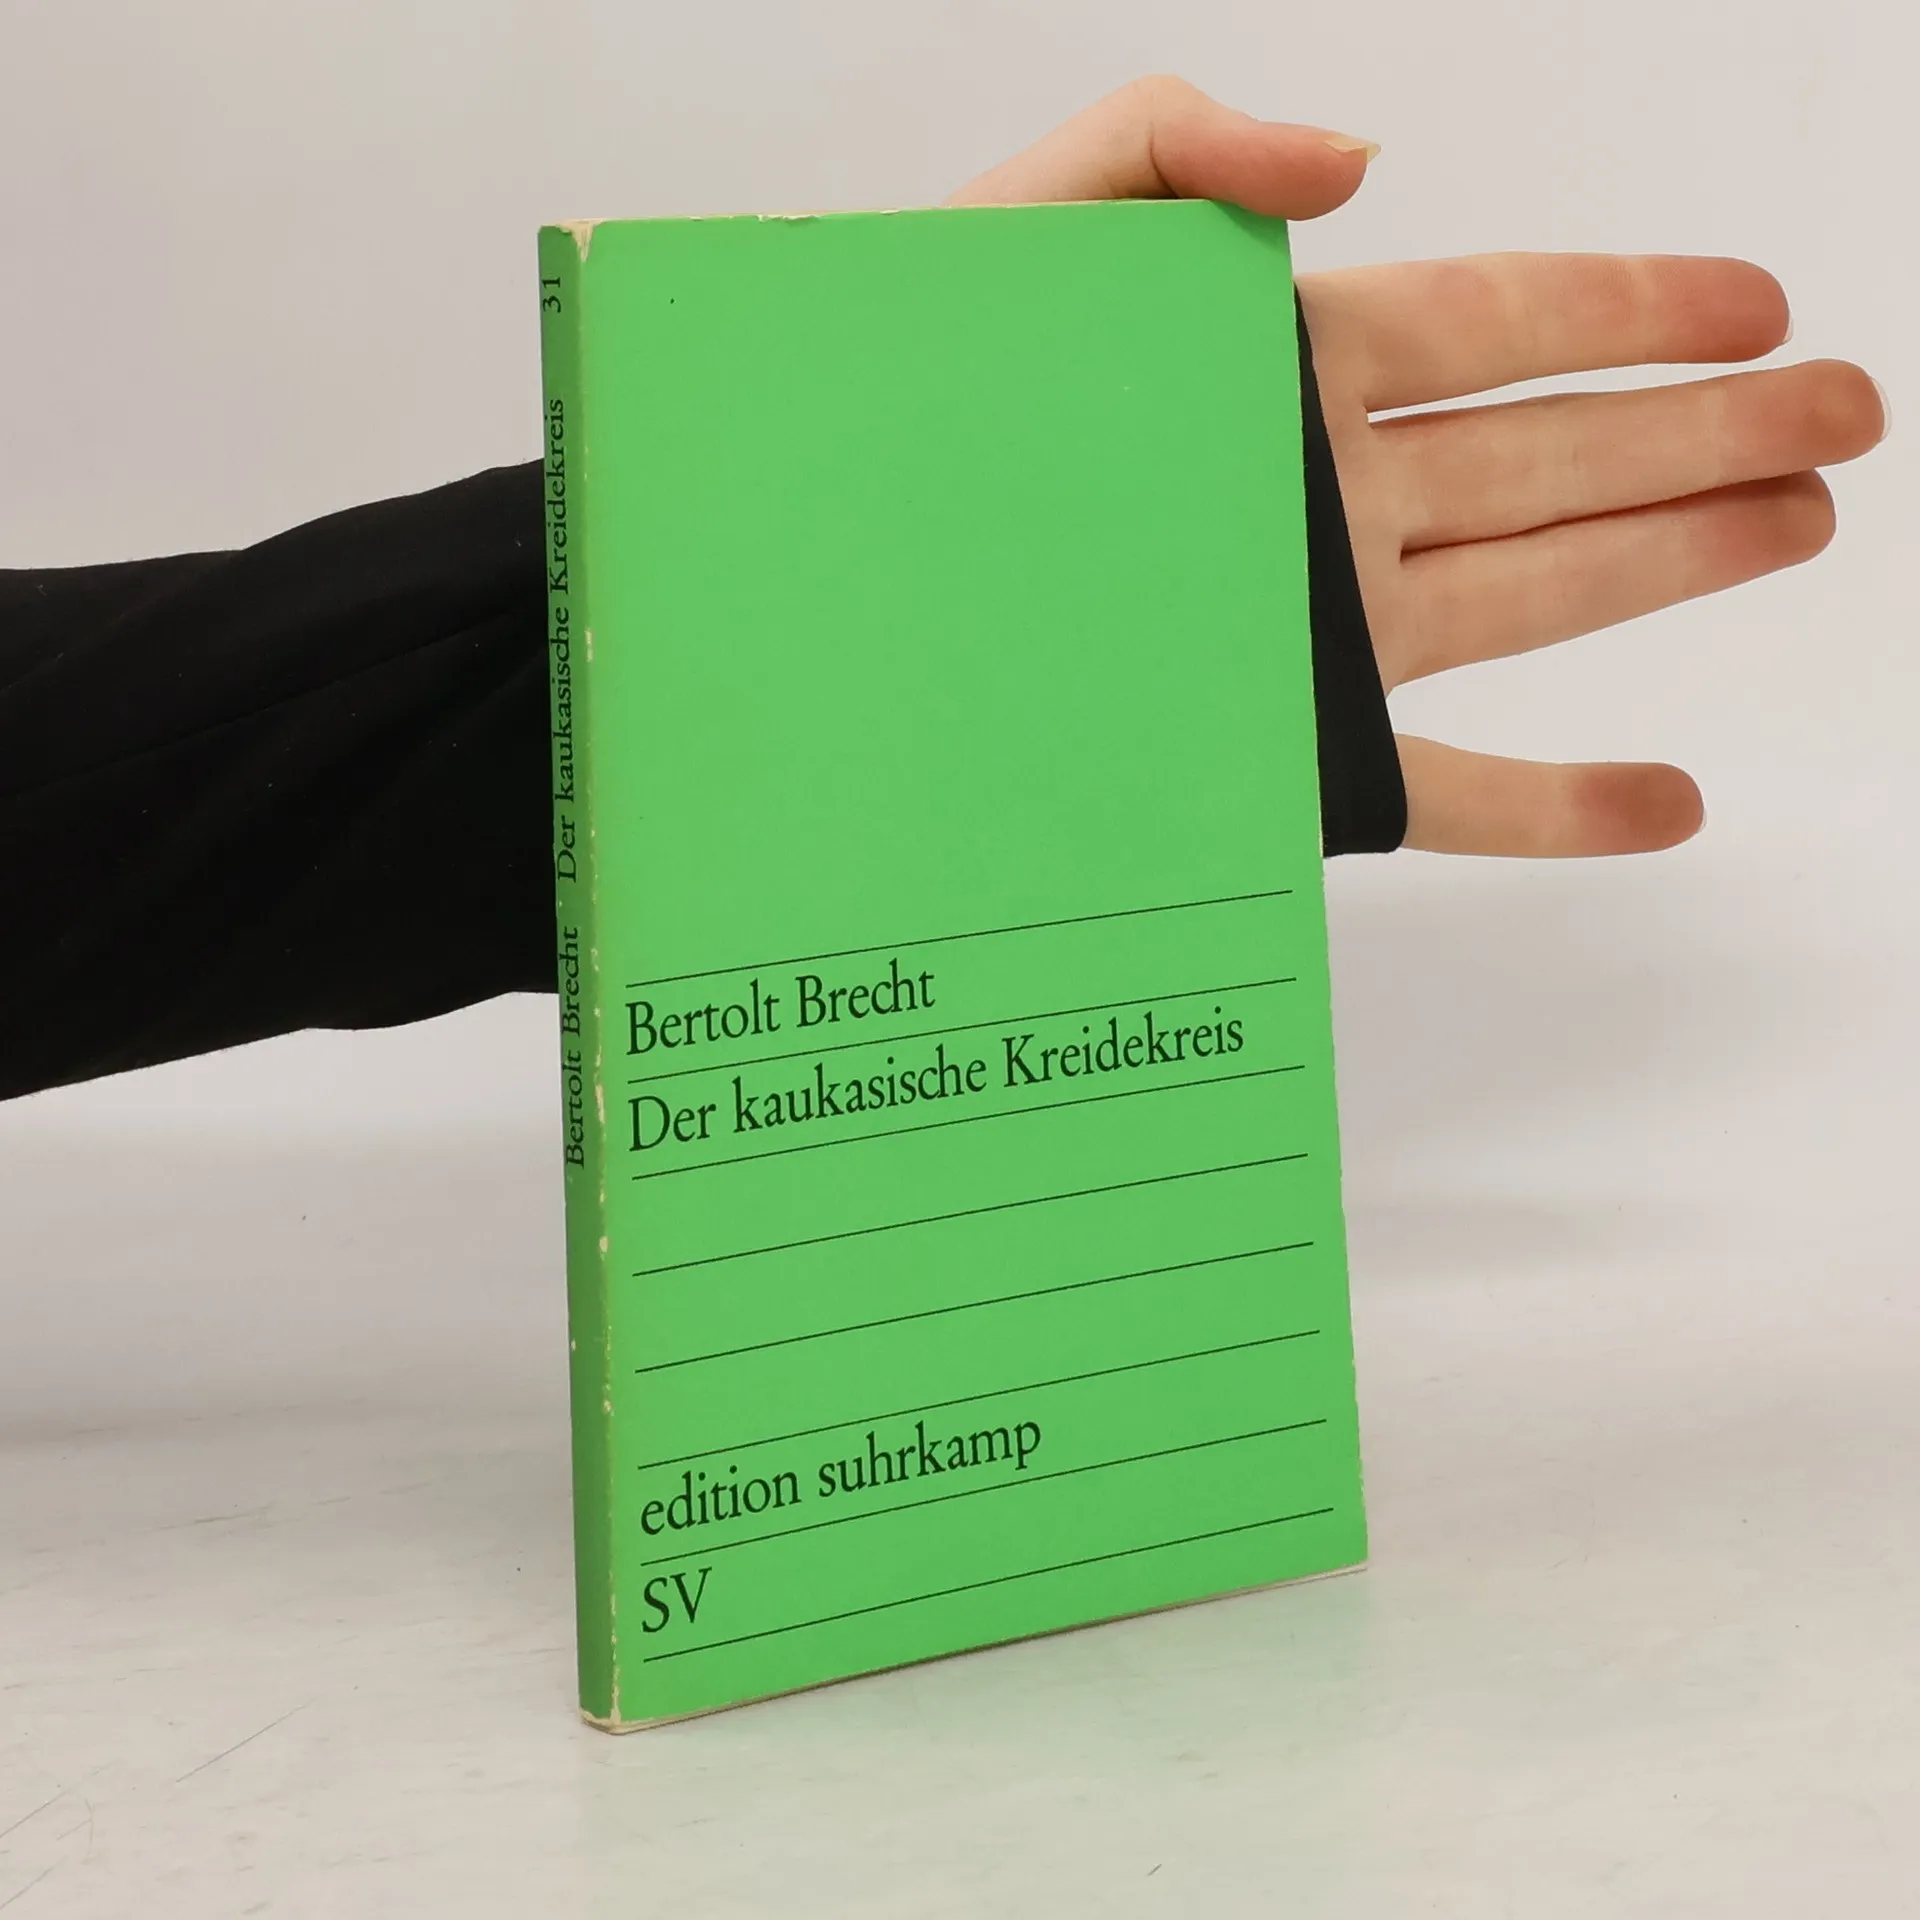 Bertolt Brecht Der kaukasische Kreidekreis 31
Bertolt Brecht
Der kaukasische Kreidekreis
edition suhrkamp
SV